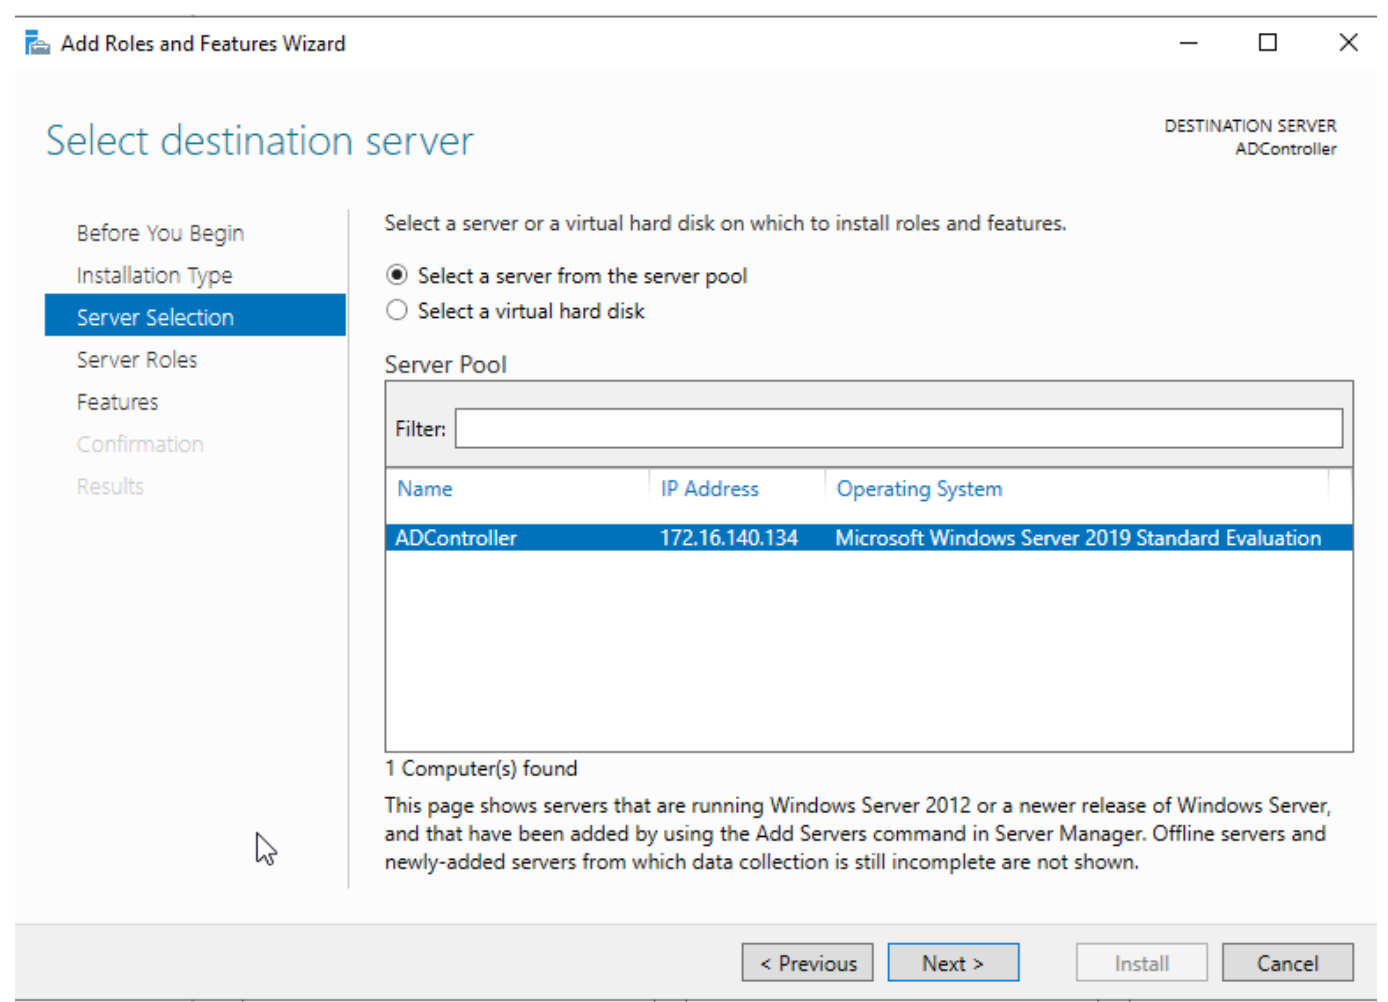 Add Roles and Features Wizard
Select destination server
DESTINATION SERVER
ADController
Before You Begin
Installation Type
Server Selection
Server Roles
Features
Confirmation
Results
Select a server or a virtual hard disk on which to install roles and features.
Select a server from the server pool
Select a virtual hard disk
Server Pool
Filter:
Name IP Address Operating System
ADController 172.16.140.134 Microsoft Windows Server 2019 Standard Evaluation
1 Computer(s) found
This page shows servers that are running Windows Server 2012 or a newer release of Windows Server,
and that have been added by using the Add Servers command in Server Manager. Offline servers and
newly-added servers from which data collection is still incomplete are not shown.
< Previous Next > Install Cancel